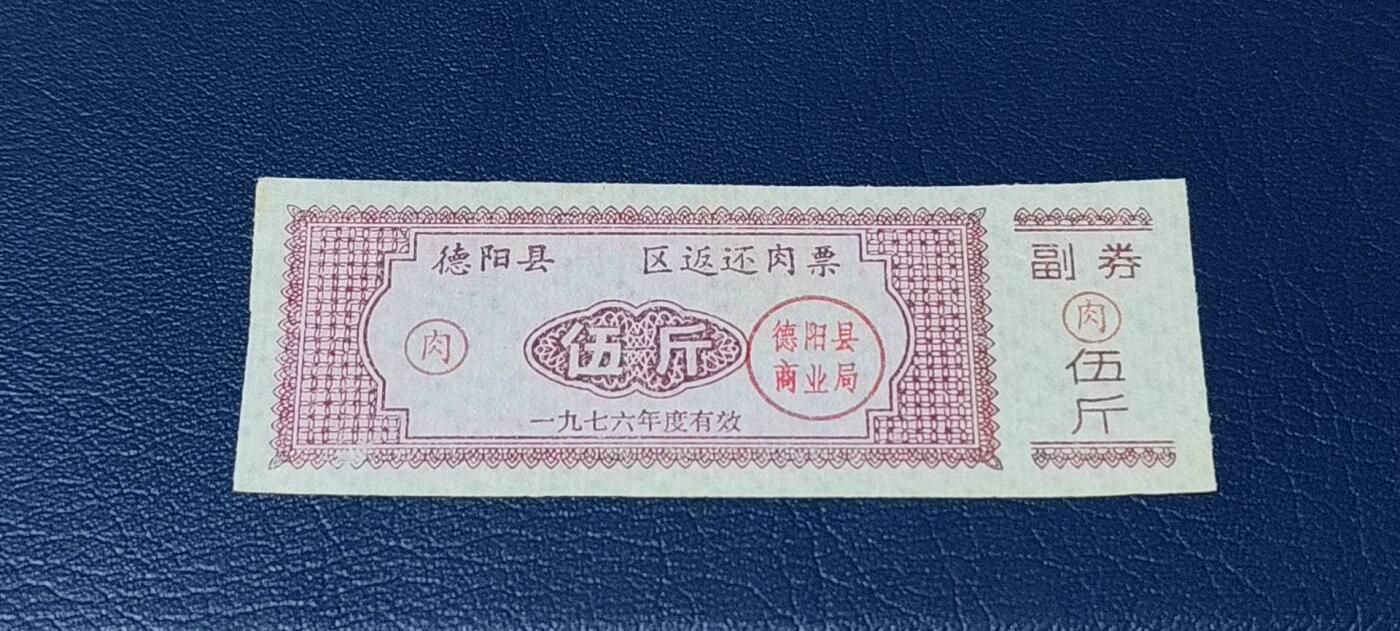 德阳县 区返还肉票
肉
伍斤
德阳县
商业局
一九七六年度有效
副券
肉
伍
斤